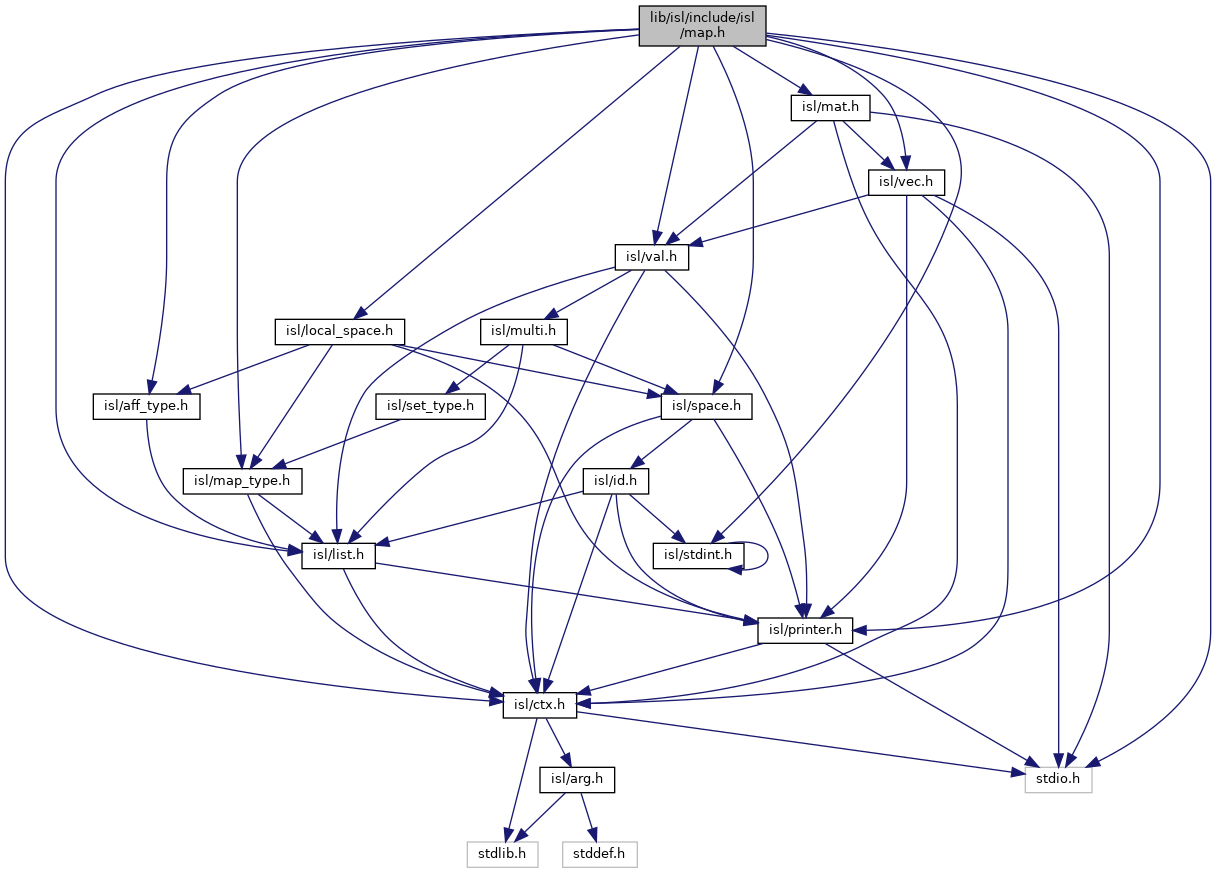 lib/isl/include/isl
/map.h
isl/mat.h
isl/vec.h
isl/val.h
isl/local_space.h
isl/multi.h
isl/aff_type.h
isl/set_type.h
isl/space.h
isl/map_type.h
isl/id.h
isl/list.h
isl/stdint.h
isl/printer.h
isl/ctx.h
isl/arg.h
stdio.h
stdlib.h
stddef.h